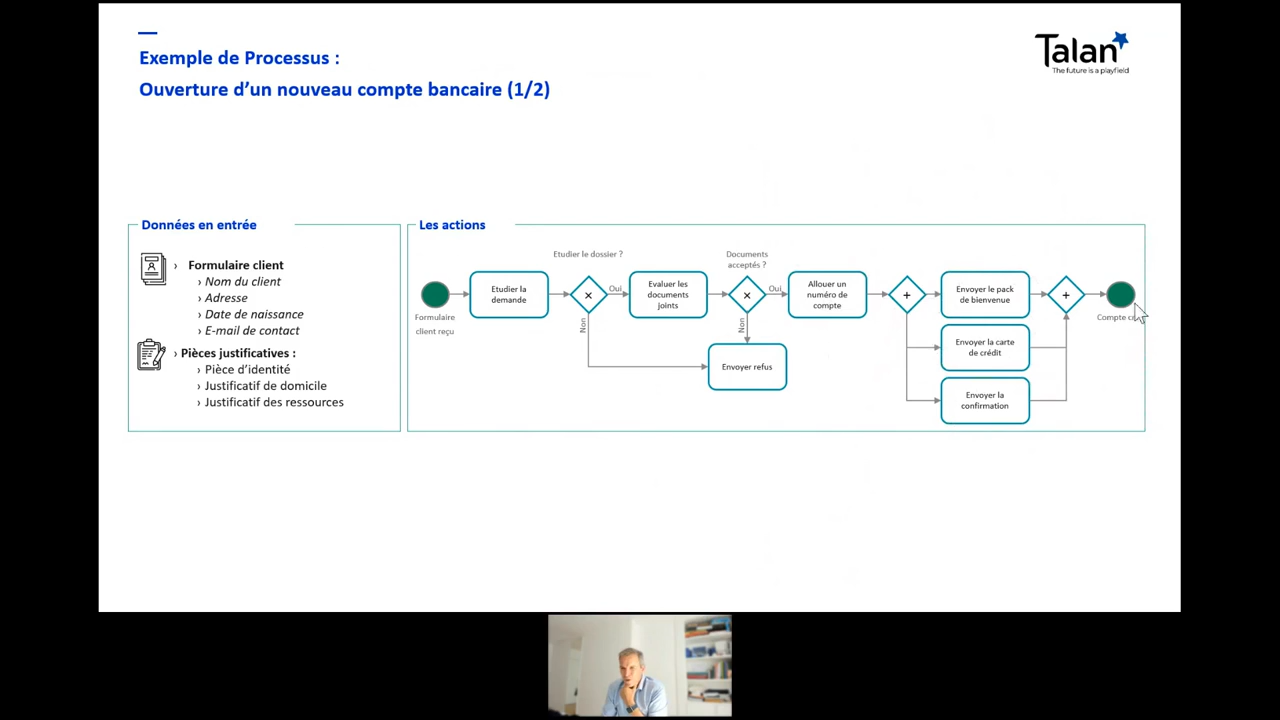 Exemple de Processus :
Ouverture d'un nouveau compte bancaire (1/2)
Talan
The future is a playfield
Données en entrée
› Formulaire client
› Nom du client
› Adresse
› Date de naissance
› E-mail de contact
› Pièces justificatives :
› Pièce d'identité
› Justificatif de domicile
› Justificatif des ressources
Les actions
Formulaire
client reçu
Etudier la
demande
Etudier le dossier ?
Oui
Non
Evaluer les
documents
joints
Documents
acceptés ?
Oui
Non
Envoyer refus
Allouer un
numéro de
compte
Envoyer le pack
de bienvenue
Envoyer la carte
de crédit
Envoyer la
confirmation
Compte